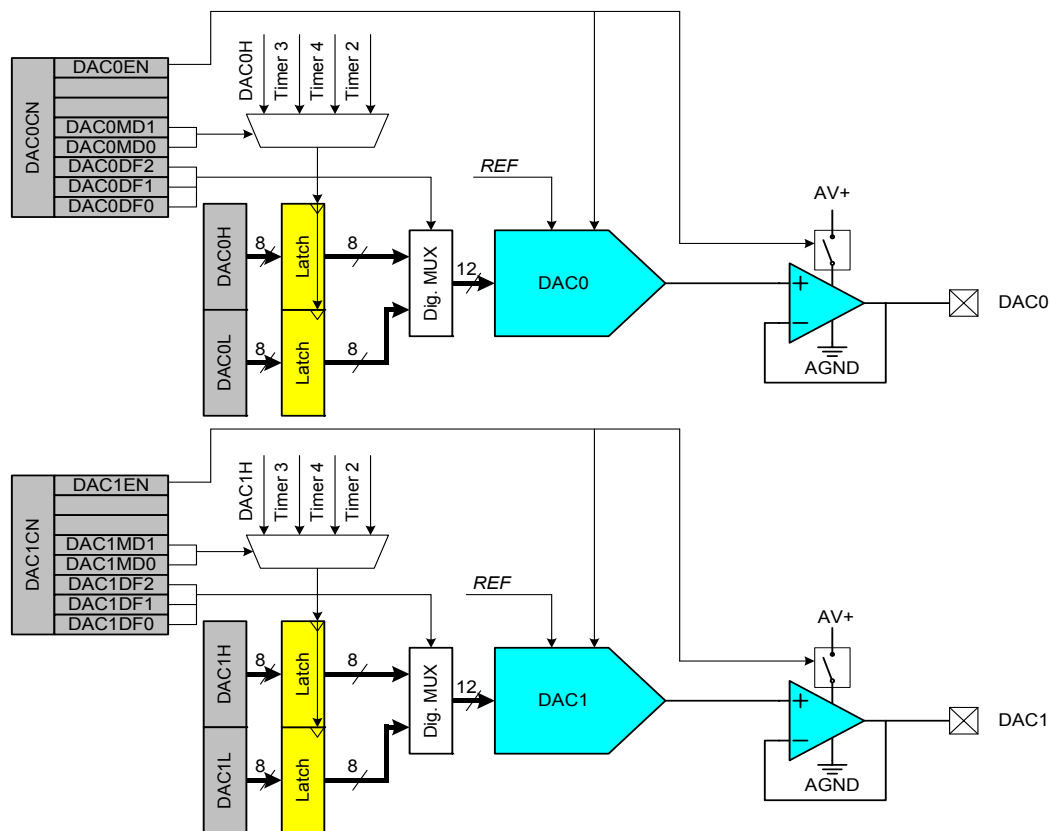 DAC0CN
DAC0EN
DAC0MD1
DAC0MD0
DAC0DF2
DAC0DF1
DAC0DF0
DAC0H
Timer 3
Timer 4
Timer 2
REF
AV+
DAC0H
8
Latch
8
Dig. MUX
12
DAC0
+
−
DAC0
DAC0L
8
Latch
8
AGND
DAC1CN
DAC1EN
DAC1MD1
DAC1MD0
DAC1DF2
DAC1DF1
DAC1DF0
DAC1H
Timer 3
Timer 4
Timer 2
REF
AV+
DAC1H
8
Latch
8
Dig. MUX
12
DAC1
+
−
DAC1
DAC1L
8
Latch
8
AGND